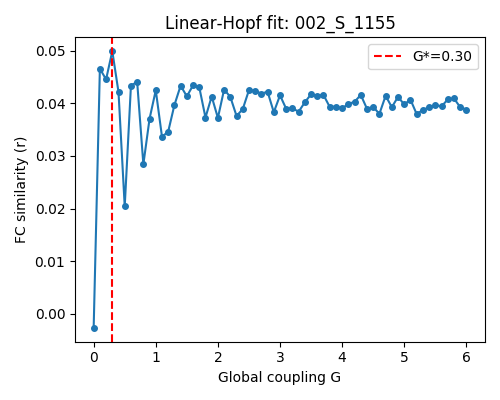 Linear-Hopf fit: 002_S_1155
G*=0.30
FC similarity (r)
0.05
0.04
0.03
0.02
0.01
0.00
0 1 2 3 4 5 6
Global coupling G